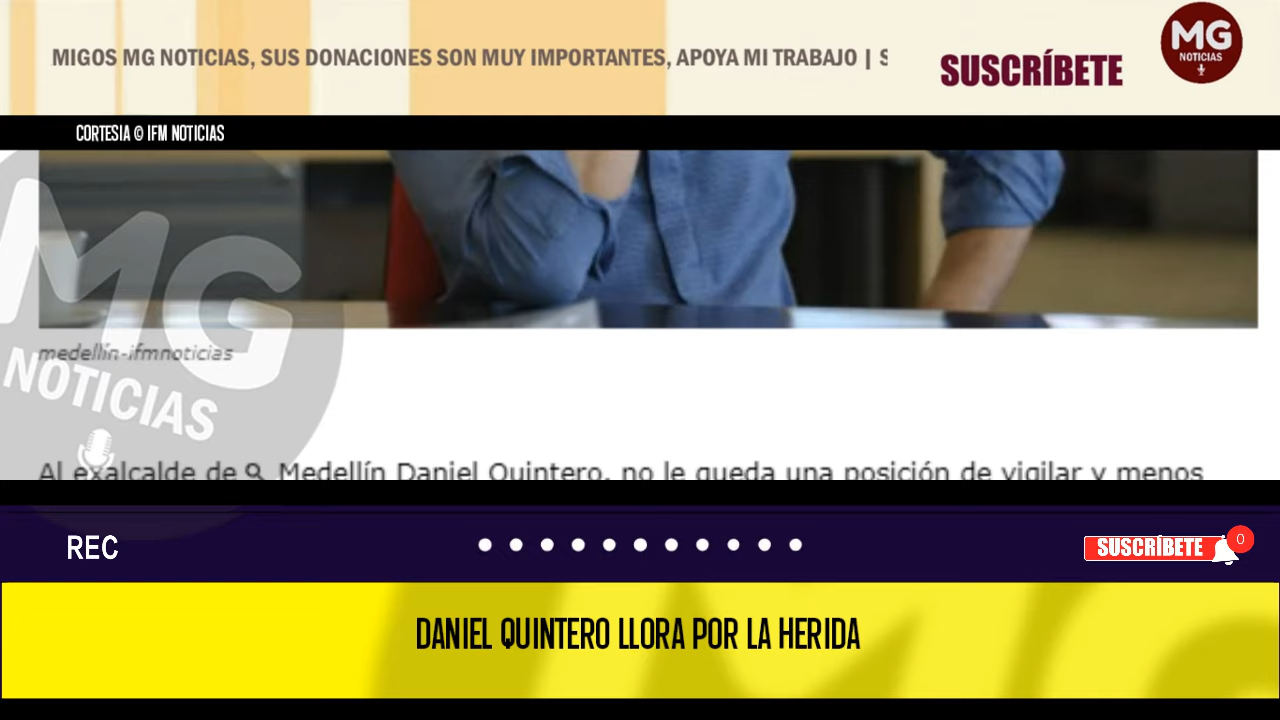 MIGOS MG NOTICIAS, SUS DONACIONES SON MUY IMPORTANTES, APOYA MI TRABAJO | S
SUSCRÍBETE
MG
NOTICIAS
CORTESIA © IFM NOTICIAS
MG
NOTICIAS
medellín-ifmnoticias
Al exalcalde de 9, Medellín Daniel Quintero, no le queda una posición de vigilar y menos
REC
SUSCRÍBETE
0
DANIEL QUINTERO LLORA POR LA HERIDA